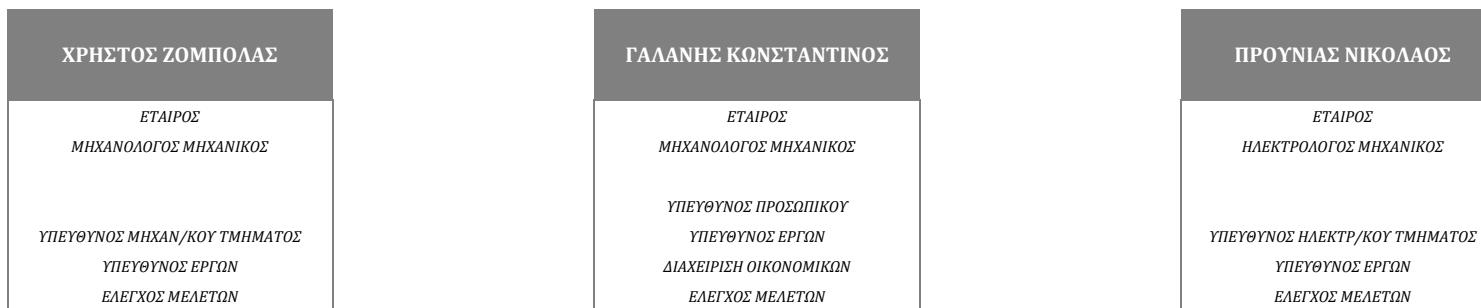 ΧΡΗΣΤΟΣ ΖΟΜΠΟΛΑΣ
ΕΤΑΙΡΟΣ
ΜΗΧΑΝΟΛΟΓΟΣ ΜΗΧΑΝΙΚΟΣ
ΥΠΕΥΘΥΝΟΣ ΜΗΧΑΝ/ΚΟΥ ΤΜΗΜΑΤΟΣ
ΥΠΕΥΘΥΝΟΣ ΕΡΓΩΝ
ΕΛΕΓΧΟΣ ΜΕΛΕΤΩΝ
ΓΑΛΑΝΗΣ ΚΩΝΣΤΑΝΤΙΝΟΣ
ΕΤΑΙΡΟΣ
ΜΗΧΑΝΟΛΟΓΟΣ ΜΗΧΑΝΙΚΟΣ
ΥΠΕΥΘΥΝΟΣ ΠΡΟΣΩΠΙΚΟΥ
ΥΠΕΥΘΥΝΟΣ ΕΡΓΩΝ
ΔΙΑΧΕΙΡΙΣΗ ΟΙΚΟΝΟΜΙΚΩΝ
ΕΛΕΓΧΟΣ ΜΕΛΕΤΩΝ
ΠΡΟΥΝΙΑΣ ΝΙΚΟΛΑΟΣ
ΕΤΑΙΡΟΣ
ΗΛΕΚΤΡΟΛΟΓΟΣ ΜΗΧΑΝΙΚΟΣ
ΥΠΕΥΘΥΝΟΣ ΗΛΕΚΤΡ/ΚΟΥ ΤΜΗΜΑΤΟΣ
ΥΠΕΥΘΥΝΟΣ ΕΡΓΩΝ
ΕΛΕΓΧΟΣ ΜΕΛΕΤΩΝ